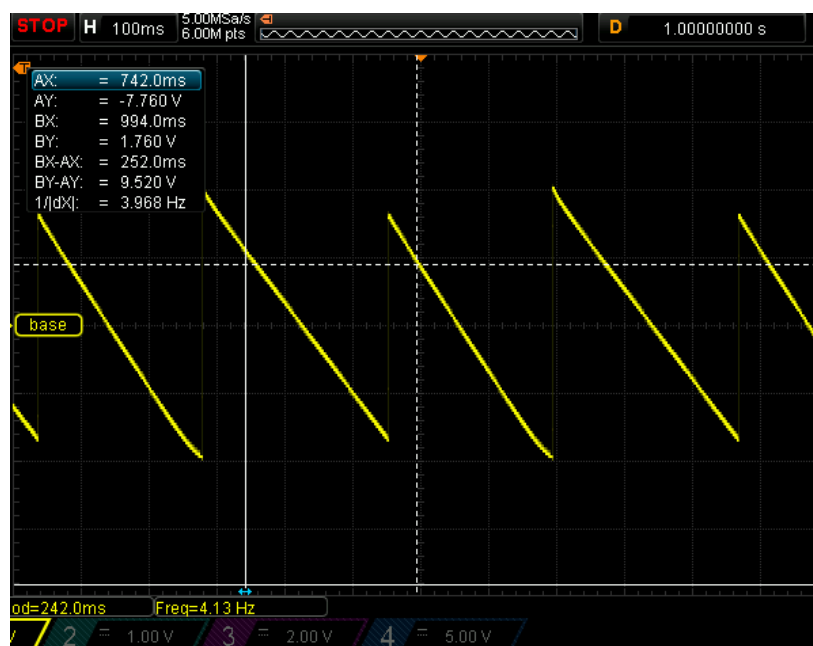 STOP H 100ms 5.00MSa/s 6.00M pts D 1.00000000 s
T
AX: = 742.0ms
AY: = -7.760 V
BX: = 994.0ms
BY: = 1.760 V
BX-AX: = 252.0ms
BY-AY: = 9.520 V
1/|dX|: = 3.968 Hz
base
od=242.0ms Freq=4.13 Hz
V 2 = 1.00 V 3 = 2.00 V 4 = 5.00 V